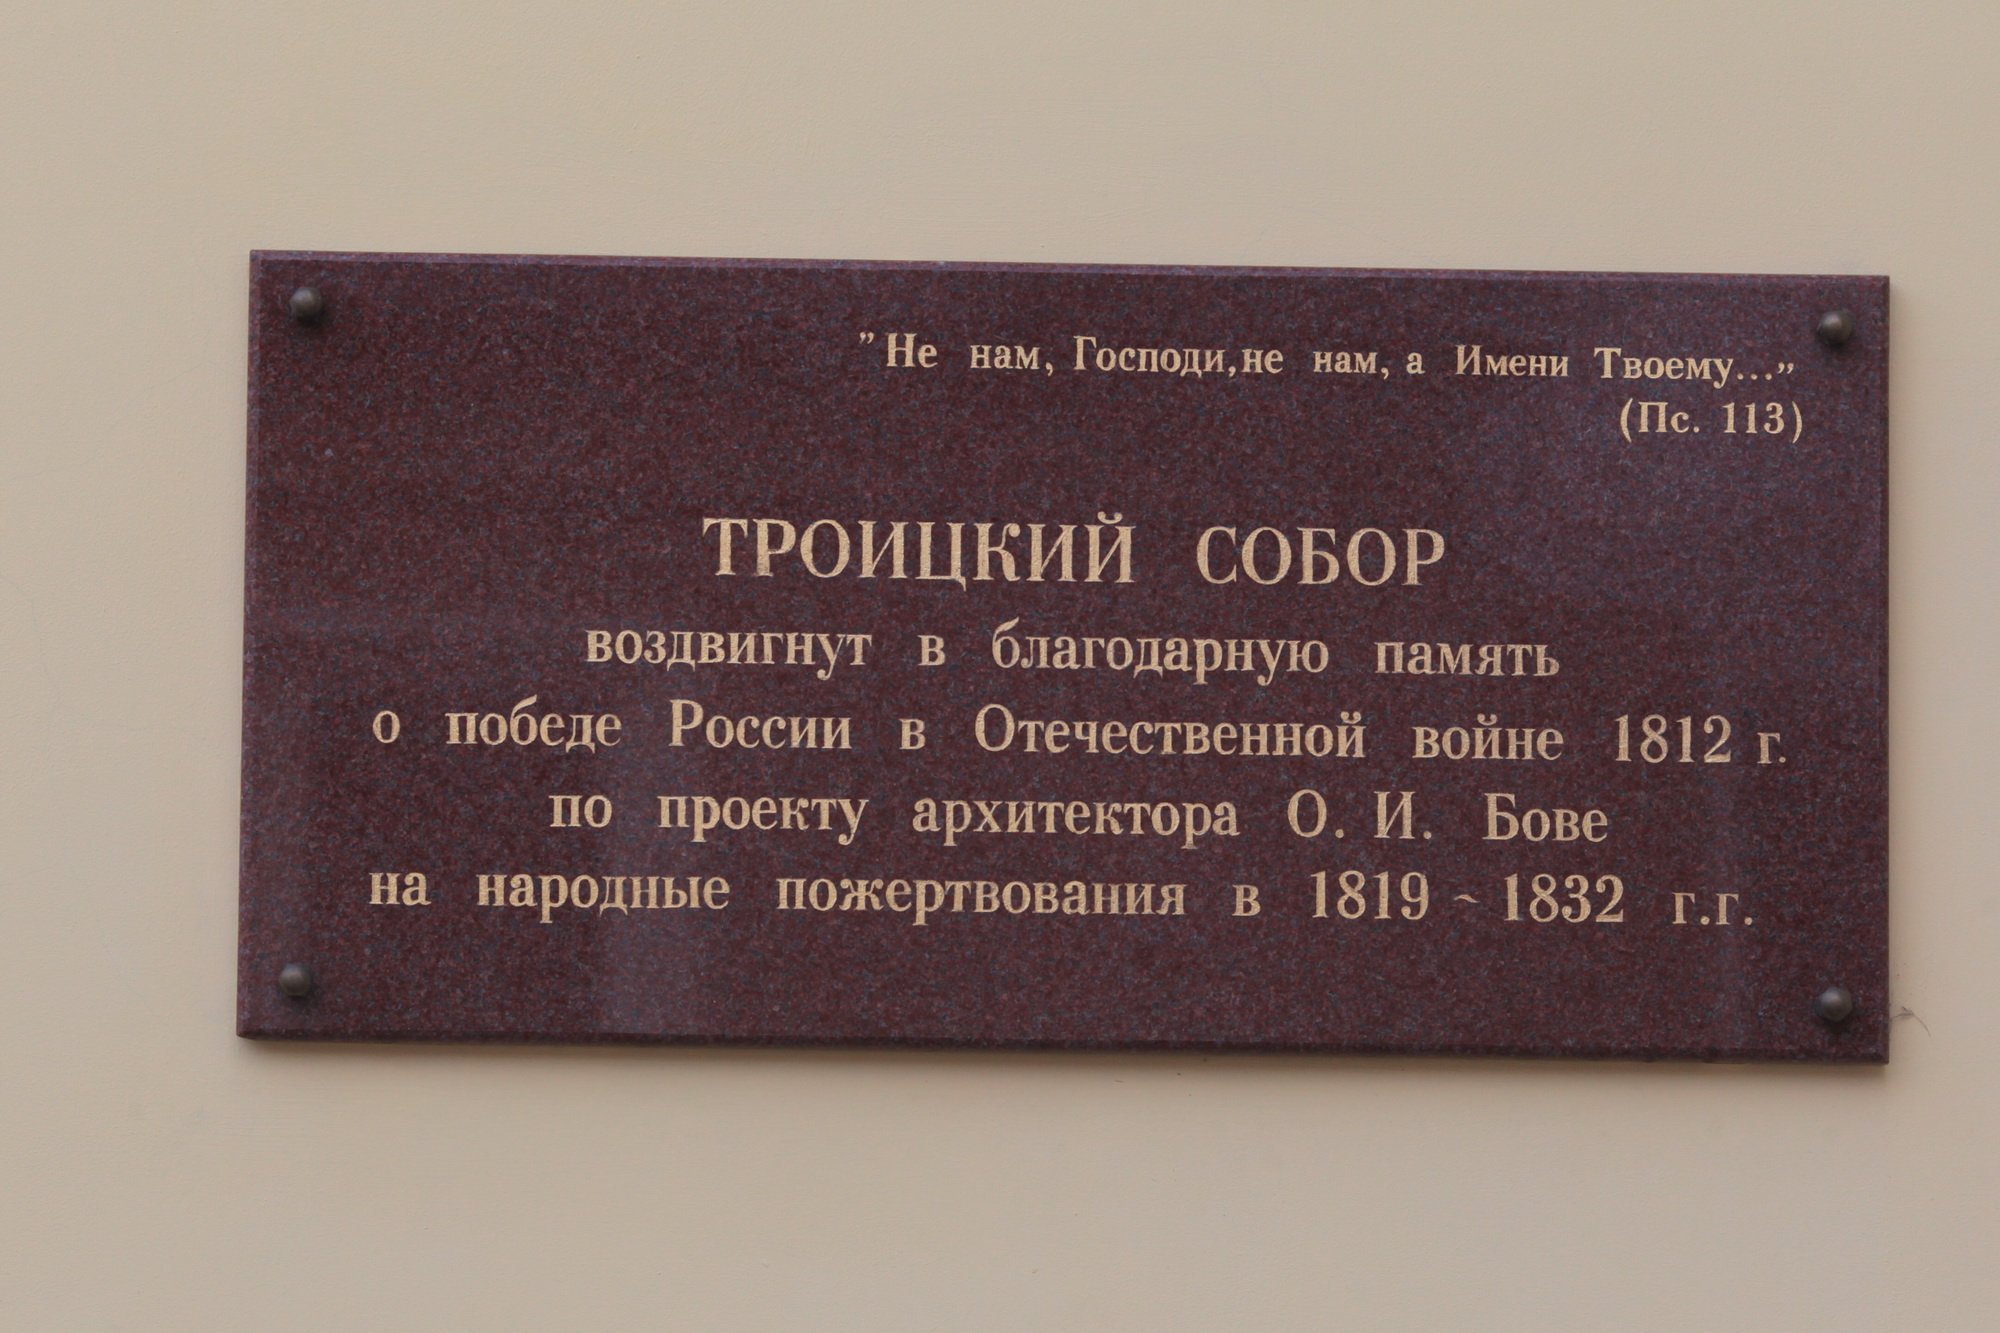 "Не нам, Господи, не нам, а Имени Твоему..."
(Пс. 113)
ТРОИЦКИЙ СОБОР
воздвигнут в благодарную память
о победе России в Отечественной войне 1812 г.
по проекту архитектора О. И. Бове
на народные пожертвования в 1819 ~ 1832 г.г.